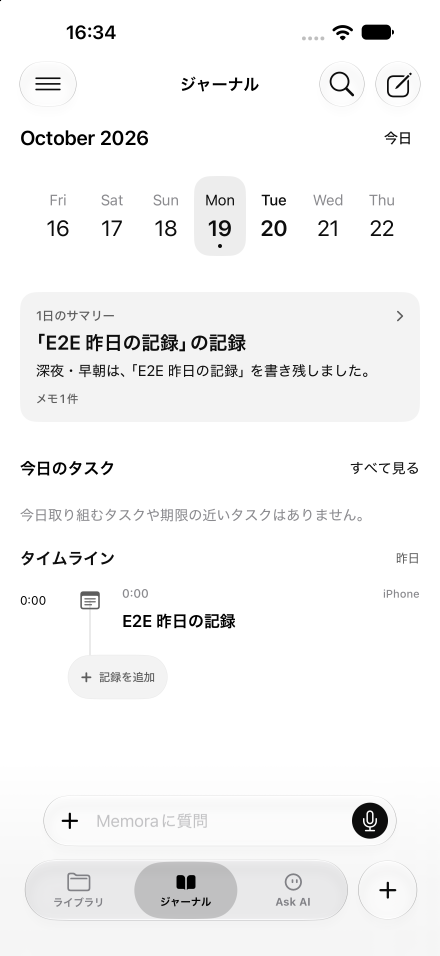 16:34
ジャーナル
October 2026
今日
Fri Sat Sun Mon Tue Wed Thu
16 17 18 19 20 21 22
1日のサマリー
「E2E 昨日の記録」の記録
深夜・早朝は、「E2E 昨日の記録」を書き残しました。
メモ1件
今日のタスク
すべて見る
今日取り組むタスクや期限の近いタスクはありません。
タイムライン
昨日
0:00
0:00
iPhone
E2E 昨日の記録
+ 記録を追加
Memoraに質問
ライブラリ
ジャーナル
Ask AI